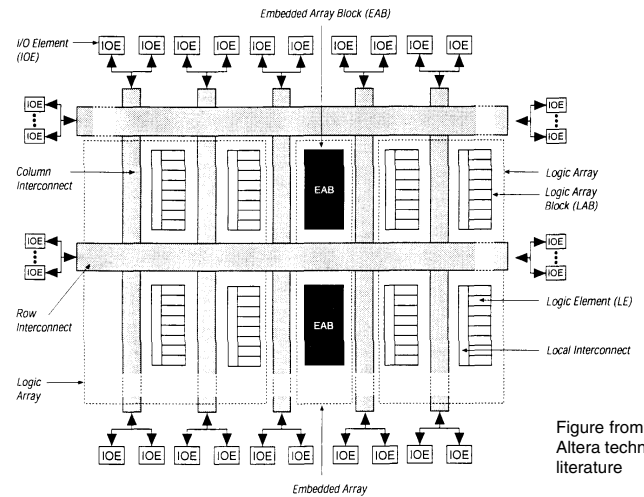 Embedded Array Block (EAB)
I/O Element
(IOE)
IOE IOE IOE IOE IOE IOE IOE IOE IOE IOE
IOE IOE
IOE IOE
Column
Interconnect
EAB
Logic Array
Logic Array
Block (LAB)
IOE IOE
IOE IOE
Row
Interconnect
EAB
Logic Element (LE)
Local Interconnect
Logic
Array
IOE IOE IOE IOE IOE IOE IOE IOE IOE IOE
Embedded Array
Figure from
Altera techn
literature